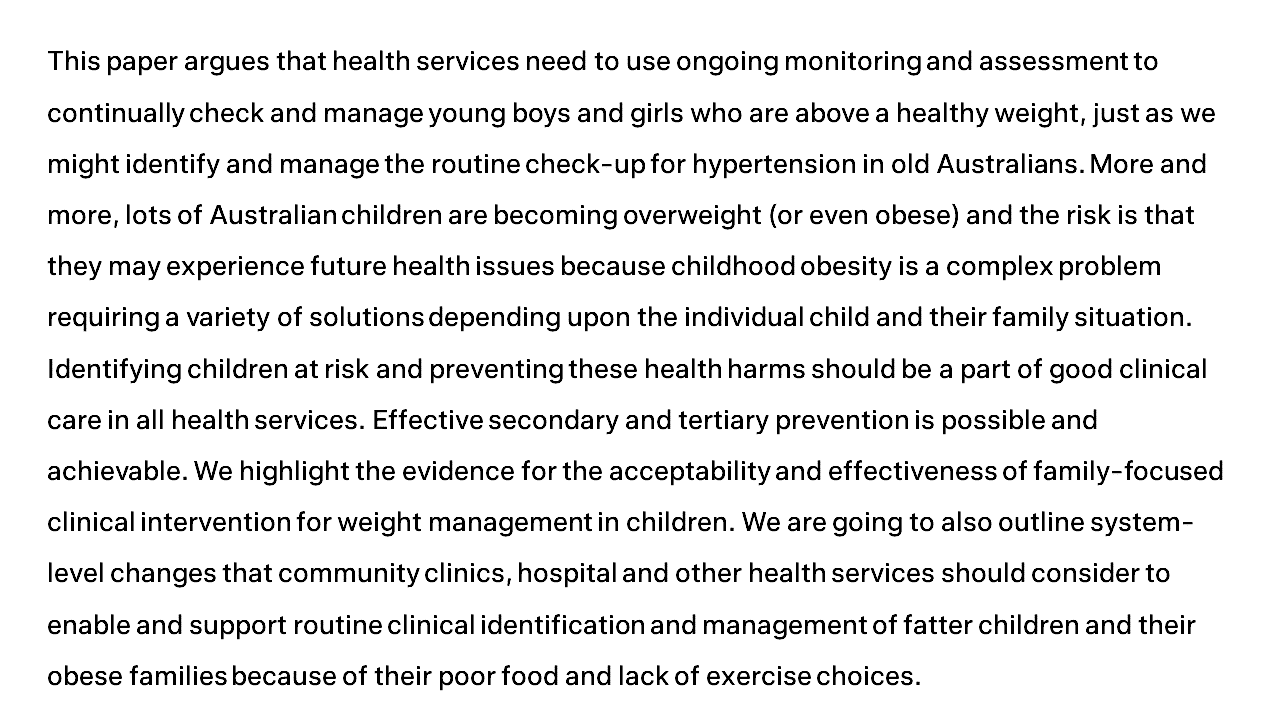 This paper argues that health services need to use ongoing monitoring and assessment to
continually check and manage young boys and girls who are above a healthy weight, just as we
might identify and manage the routine check-up for hypertension in old Australians. More and
more, lots of Australian children are becoming overweight (or even obese) and the risk is that
they may experience future health issues because childhood obesity is a complex problem
requiring a variety of solutions depending upon the individual child and their family situation.
Identifying children at risk and preventing these health harms should be a part of good clinical
care in all health services. Effective secondary and tertiary prevention is possible and
achievable. We highlight the evidence for the acceptability and effectiveness of family-focused
clinical intervention for weight management in children. We are going to also outline system-
level changes that community clinics, hospital and other health services should consider to
enable and support routine clinical identification and management of fatter children and their
obese families because of their poor food and lack of exercise choices.